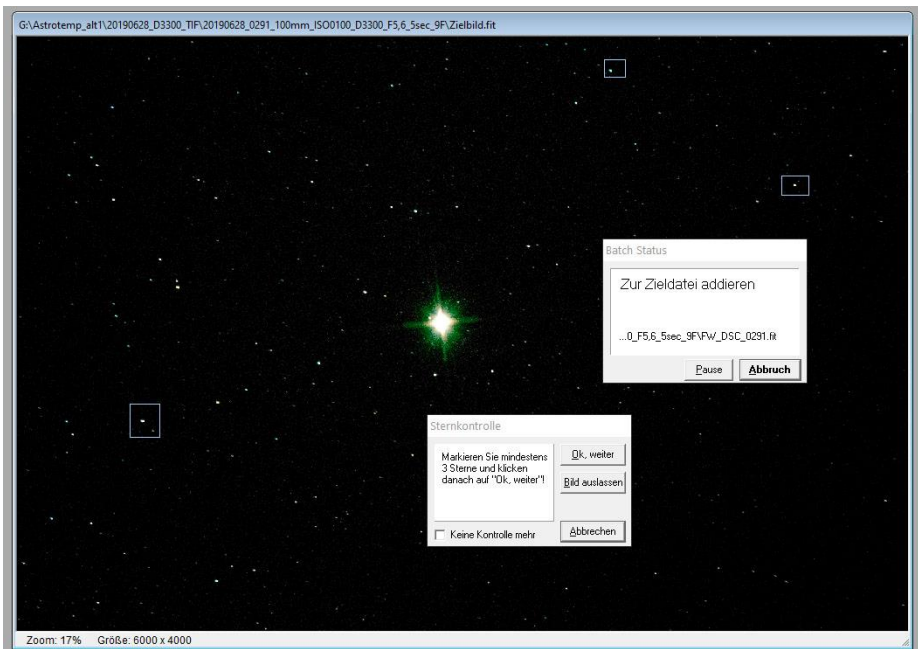 G:\Astrotemp_alt1\20190628_D3300_TIF\20190628_0291_100mm_ISO0100_D3300_F5,6_5sec_9F\Zielbild.fit
Batch Status
Zur Zieldatei addieren
...0_F5,6_5sec_9F\FW_DSC_0291.fit
Pause
Abbruch
Sternkontrolle
Markieren Sie mindestens
3 Sterne und klicken
danach auf "Ok, weiter"!
Ok, weiter
Bild auslassen
Keine Kontrolle mehr
Abbrechen
Zoom: 17%
Größe: 6000 x 4000